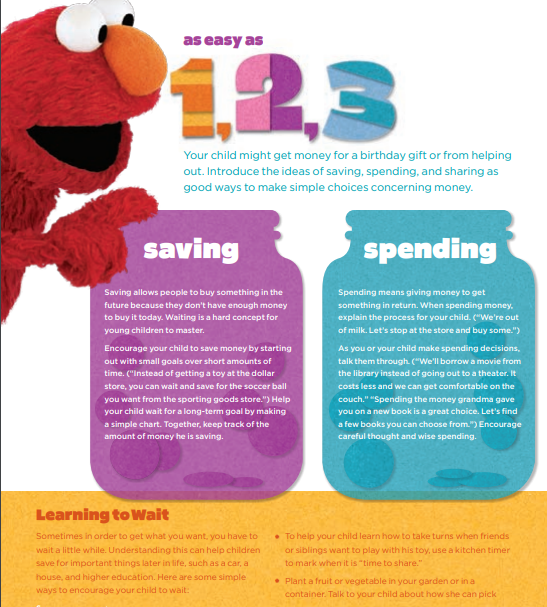 as easy as
1,2,3
Your child might get money for a birthday gift or from helping
out. Introduce the ideas of saving, spending, and sharing as
good ways to make simple choices concerning money.
saving
Saving allows people to buy something in the
future because they don't have enough money
to buy it today. Waiting is a hard concept for
young children to master.
Encourage your child to save money by starting
out with small goals over short amounts of
time. ("Instead of getting a toy at the dollar
store, you can wait and save for the soccer ball
you want from the sporting goods store.") Help
your child wait for a long-term goal by making
a simple chart. Together, keep track of the
amount of money he is saving.
spending
Spending means giving money to get
something in return. When spending money,
explain the process for your child. ("We're out
of milk. Let's stop at the store and buy some.")
As you or your child make spending decisions,
talk them through. ("We'll borrow a movie from
the library instead of going out to a theater. It
costs less and we can get comfortable on the
couch." "Spending the money grandma gave
you on a new book is a great choice. Let's find
a few books you can choose from.") Encourage
careful thought and wise spending.
Learning to Wait
Sometimes in order to get what you want, you have to
wait a little while. Understanding this can help children
save for important things later in life, such as a car, a
house, and higher education. Here are some simple
ways to encourage your child to wait:
• To help your child learn how to take turns when friends
or siblings want to play with his toy, use a kitchen timer
to mark when it is "time to share."
• Plant a fruit or vegetable in your garden or in a
container. Talk to your child about how she can pick